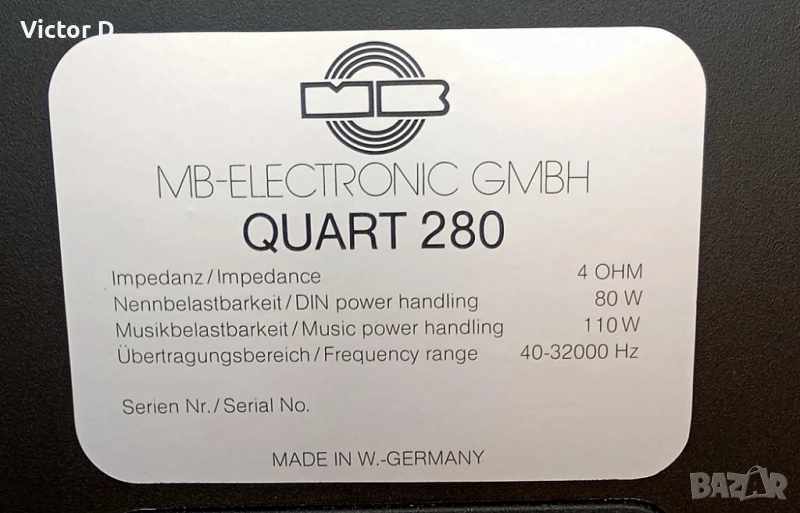 Victor D
MB
MB-ELECTRONIC GMBH
QUART 280
Impedanz/Impedance 4 OHM
Nennbelastbarkeit/DIN power handling 80 W
Musikbelastbarkeit/Music power handling 110 W
Übertragungsbereich/Frequency range 40-32000 Hz
Serien Nr./Serial No.
MADE IN W.-GERMANY
BAZAR